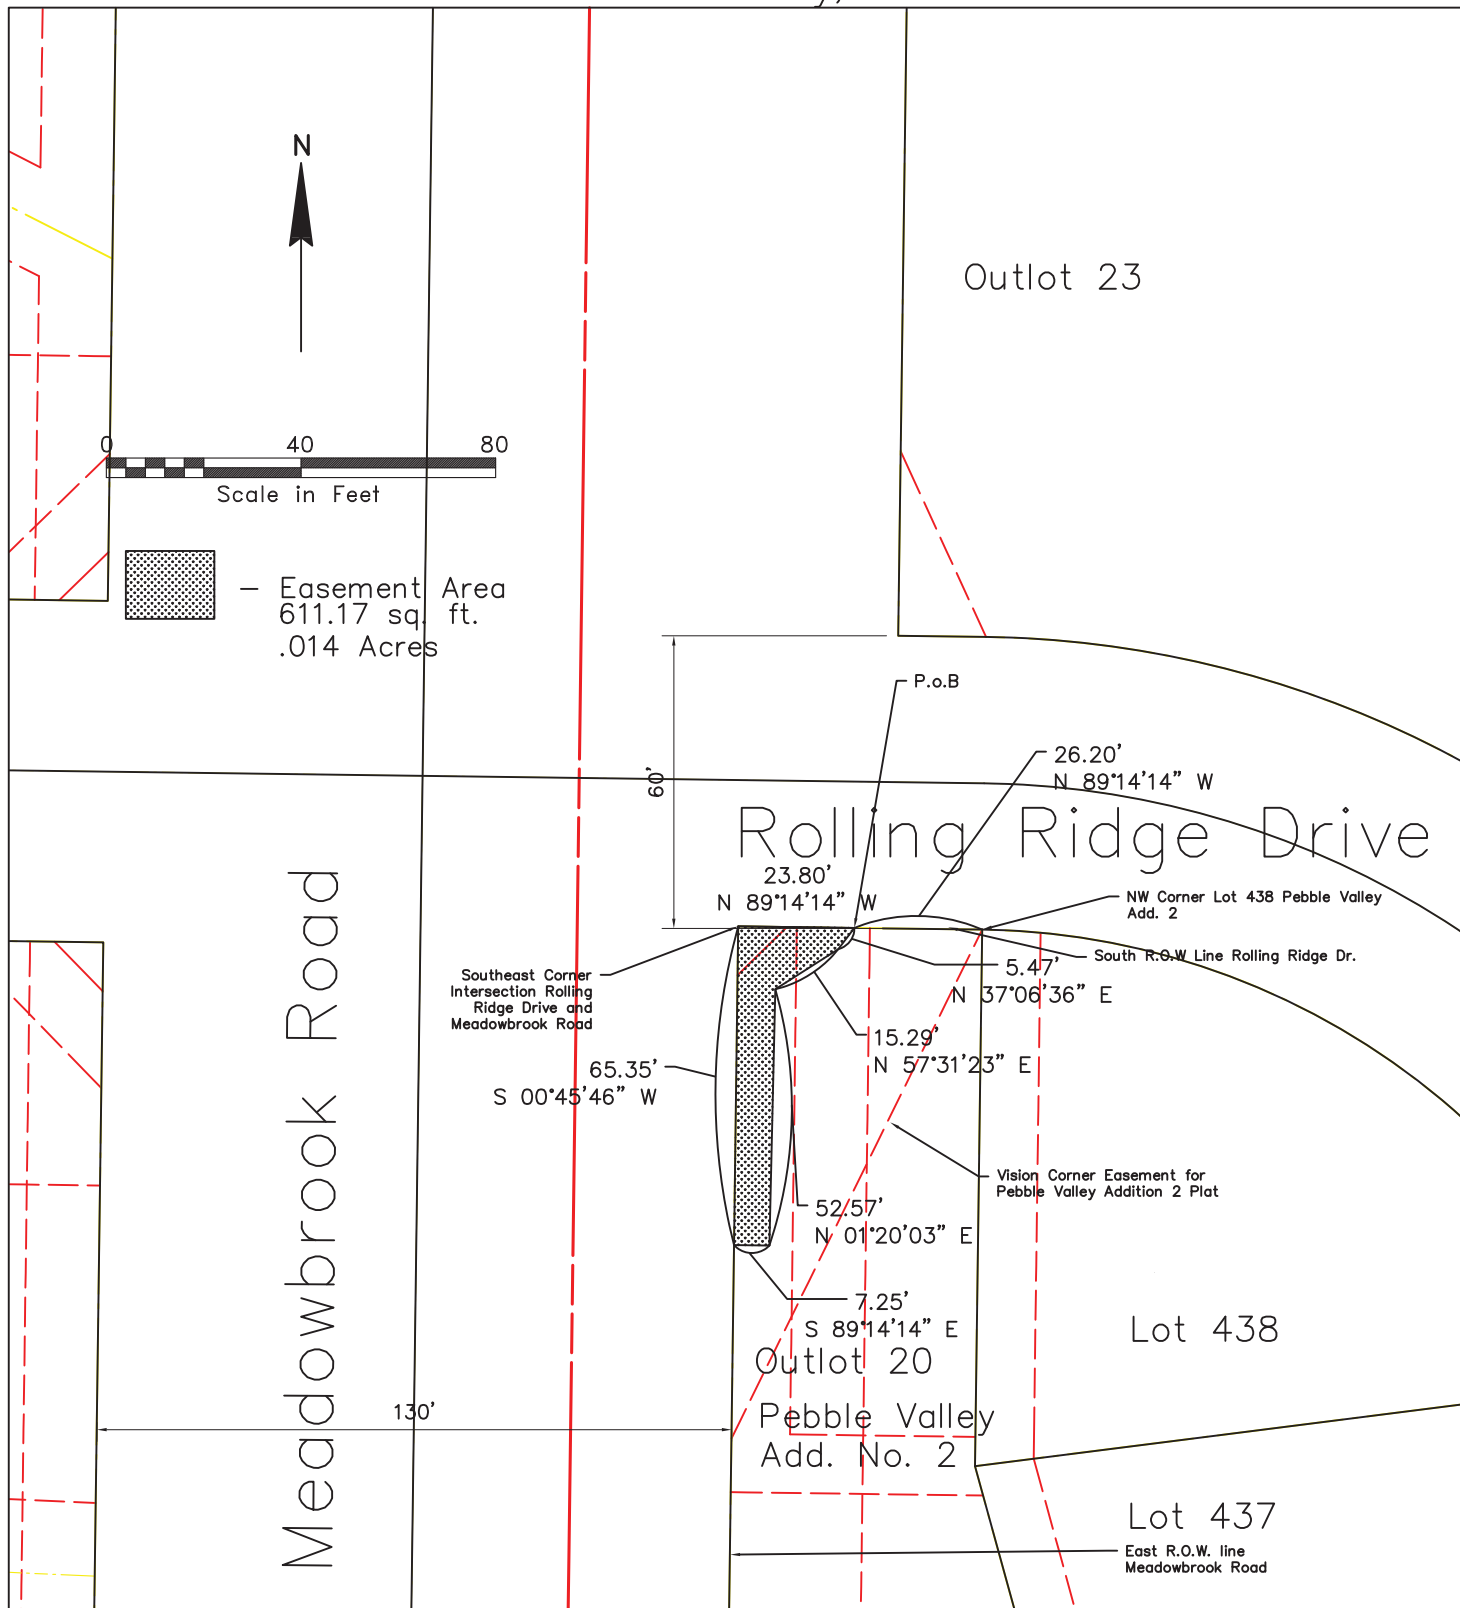 N
Outlot 23
0 40 80
Scale in Feet
- Easement Area
611.17 sq. ft.
.014 Acres
P.o.B
60'
26.20'
N 89°14'14" W
Rolling Ridge Drive
23.80'
N 89°14'14" W
NW Corner Lot 438 Pebble Valley
Add. 2
South R.O.W Line Rolling Ridge Dr.
Southeast Corner
Intersection Rolling
Ridge Drive and
Meadowbrook Road
5.47'
N 37°06'36" E
15.29'
N 57°31'23" E
65.35'
S 00°45'46" W
Meadowbrook Road
Vision Corner Easement for
Pebble Valley Addition 2 Plat
52.57'
N 01°20'03" E
7.25'
S 89°14'14" E
Lot 438
Outlot 20
Pebble Valley
Add. No. 2
130'
Lot 437
East R.O.W. line
Meadowbrook Road